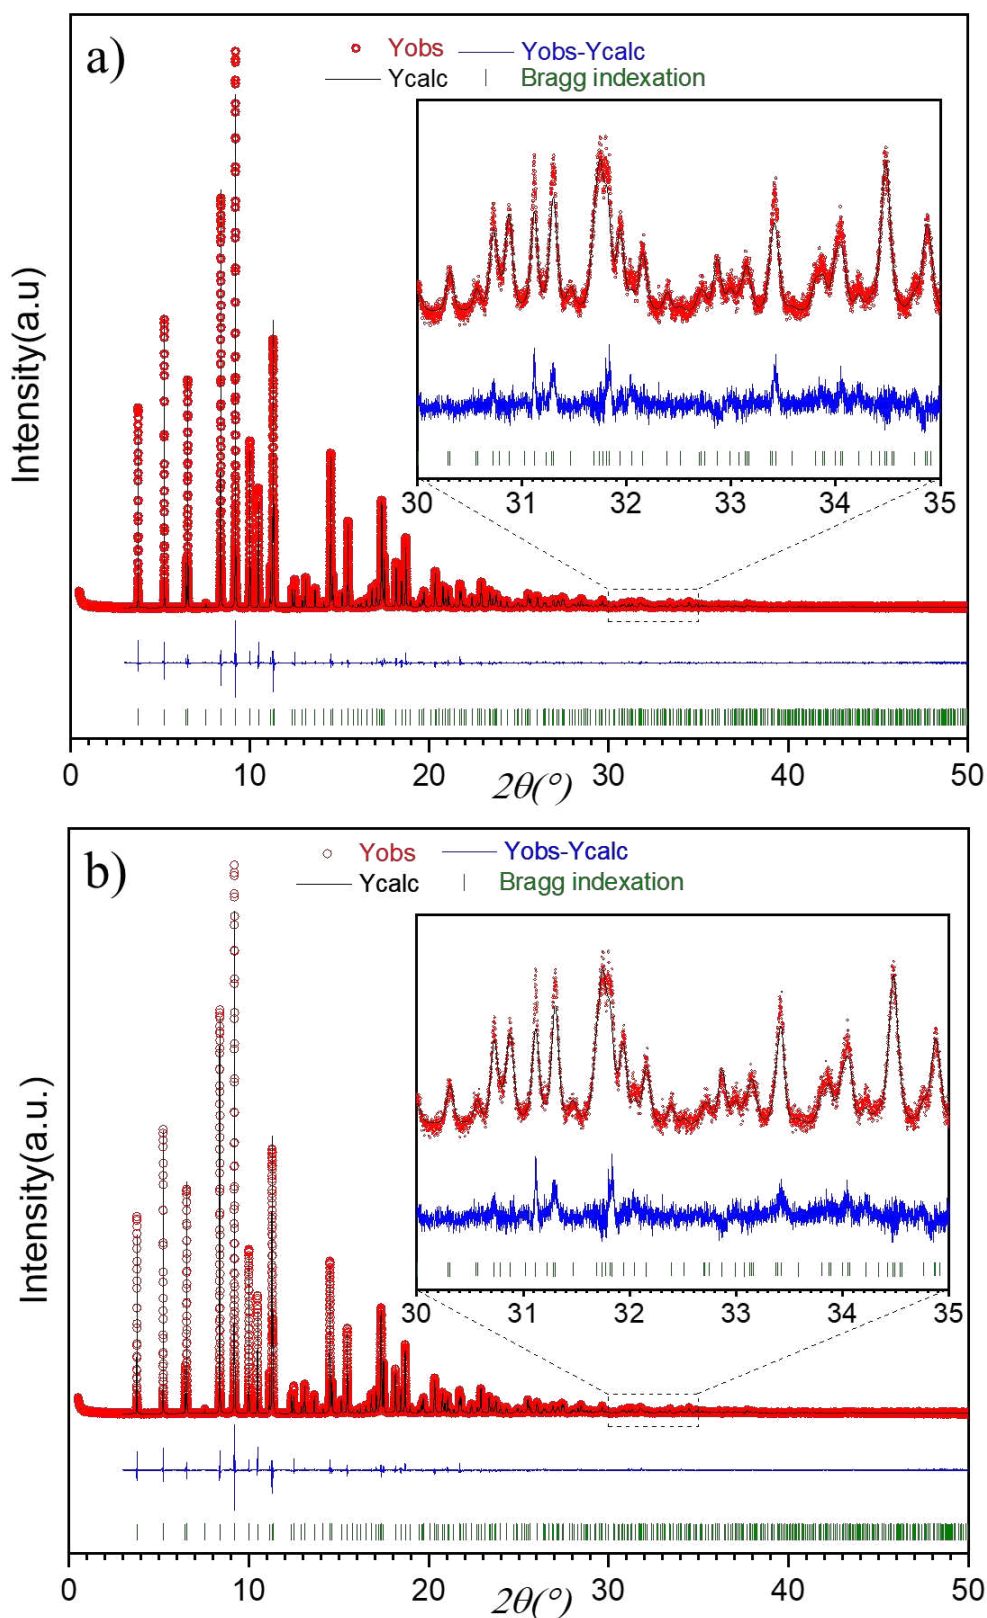 a)
Yobs Yobs-Ycalc
Ycalc Bragg indexation
Intensity(a.u)
30 31 32 33 34 35
0 10 20 30 40 50
2θ(°)
b)
Yobs Yobs-Ycalc
Ycalc Bragg indexation
Intensity(a.u.)
30 31 32 33 34 35
0 10 20 30 40 50
2θ(°)